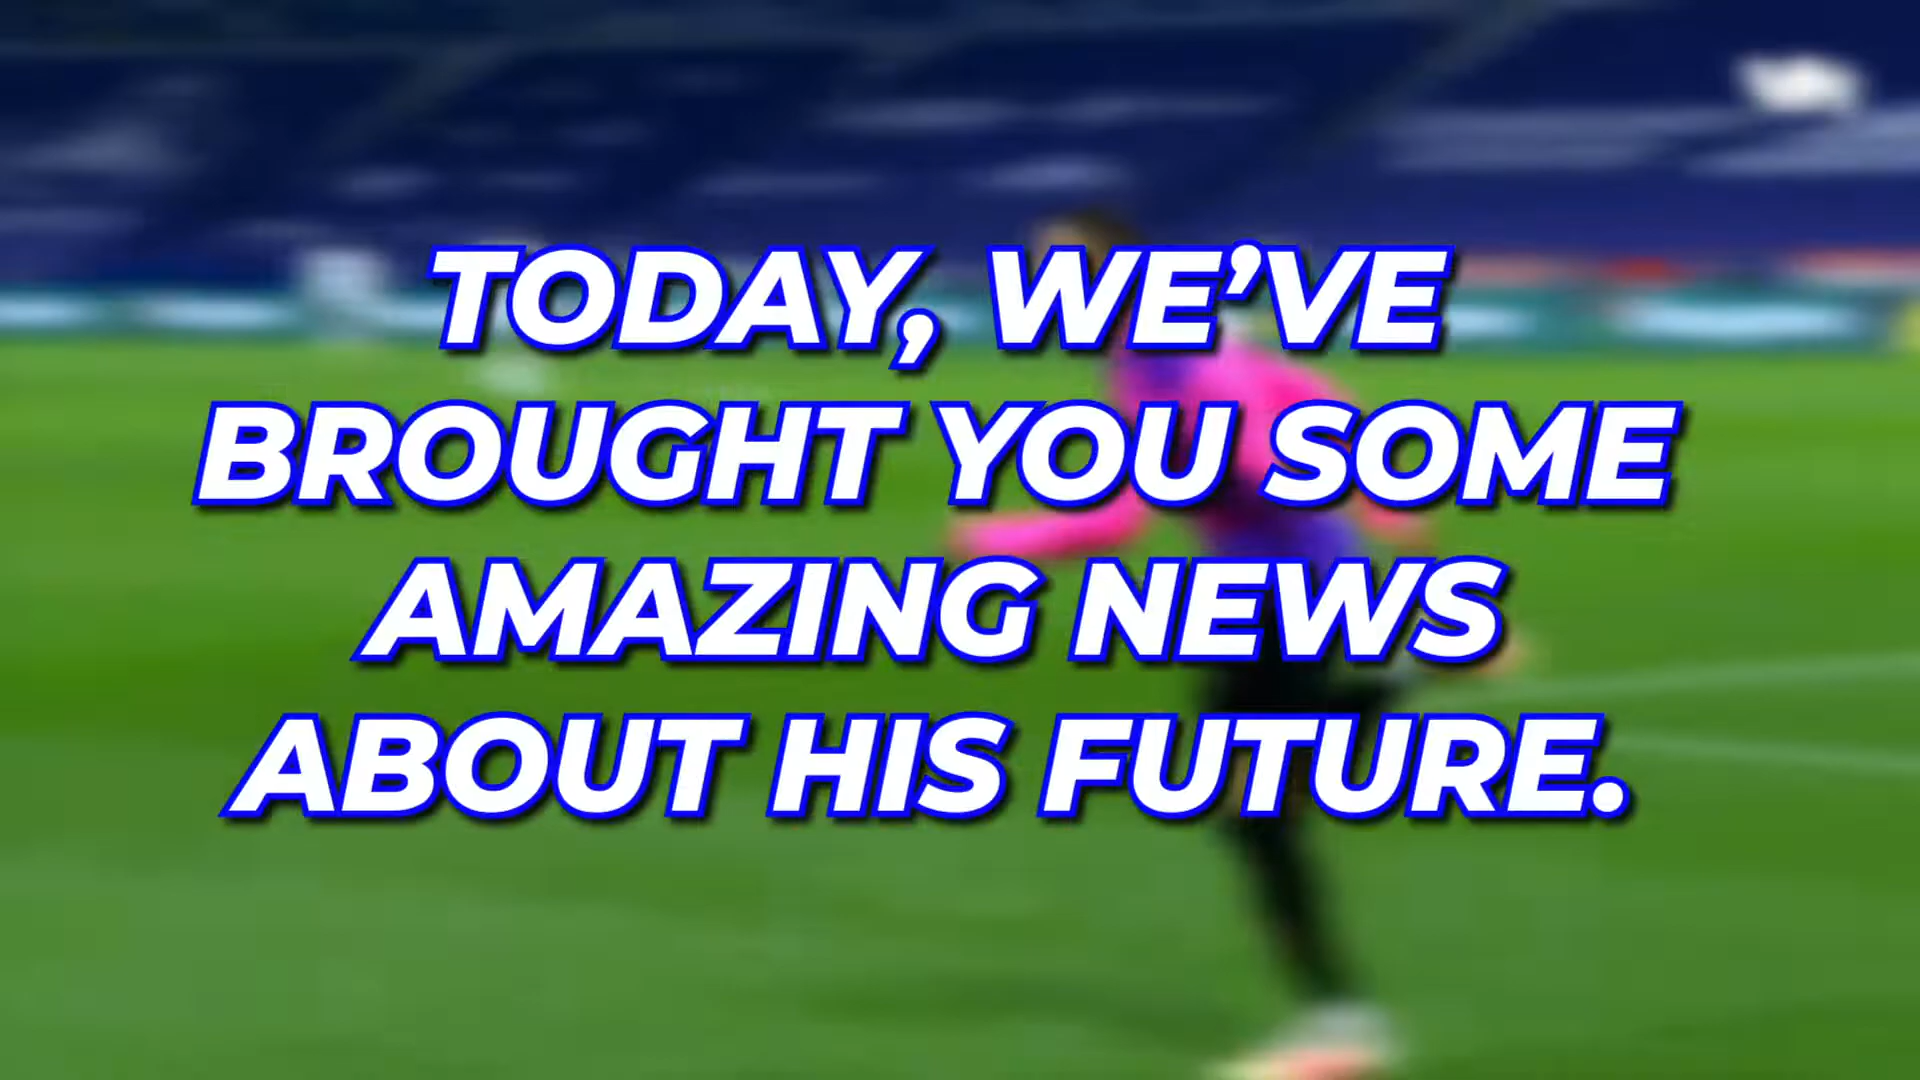 TODAY, WE’VE
BROUGHT YOU SOME
AMAZING NEWS
ABOUT HIS FUTURE.